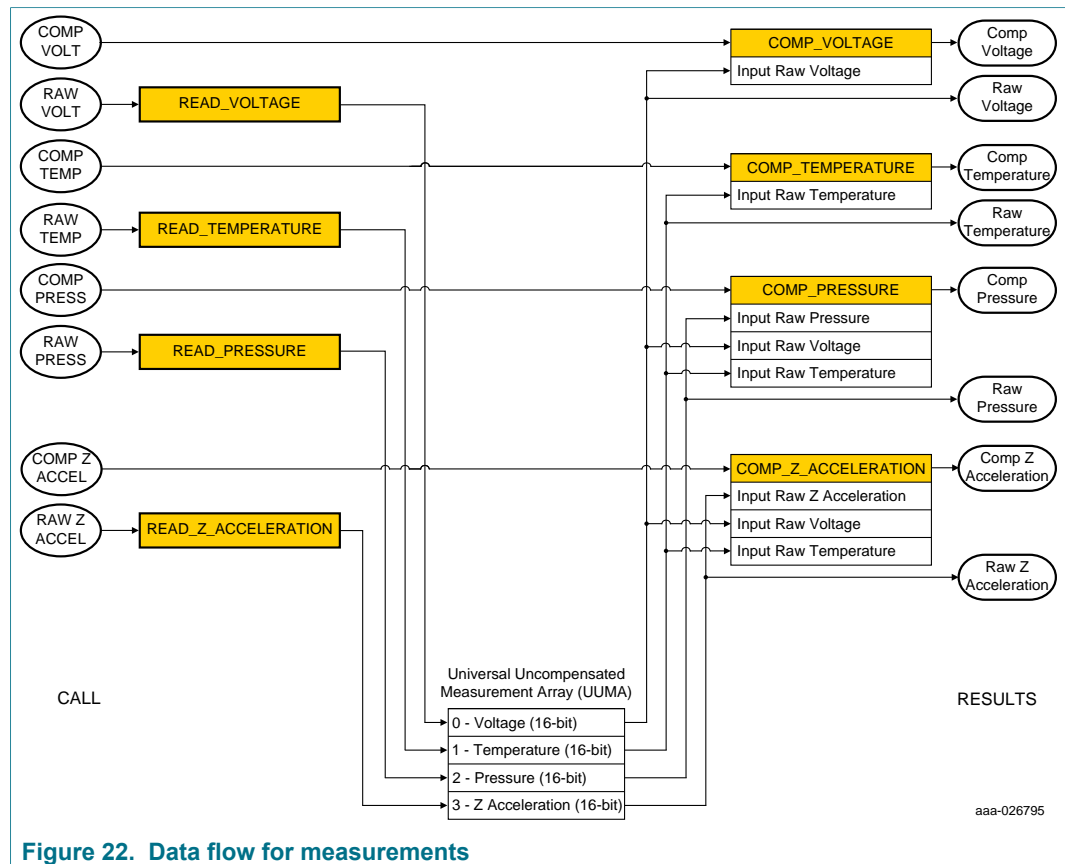 COMP
VOLT
COMP_VOLTAGE
Comp
Voltage
Input Raw Voltage
RAW
VOLT
READ_VOLTAGE
Raw
Voltage
COMP
TEMP
COMP_TEMPERATURE
Comp
Temperature
Input Raw Temperature
RAW
TEMP
READ_TEMPERATURE
Raw
Temperature
COMP
PRESS
COMP_PRESSURE
Comp
Pressure
Input Raw Pressure
RAW
PRESS
READ_PRESSURE
Input Raw Voltage
Input Raw Temperature
Raw
Pressure
COMP Z
ACCEL
COMP_Z_ACCELERATION
Comp Z
Acceleration
Input Raw Z Acceleration
RAW Z
ACCEL
READ_Z_ACCELERATION
Input Raw Voltage
Input Raw Temperature
Raw Z
Acceleration
Universal Uncompensated
Measurement Array (UUMA)
CALL
RESULTS
0 - Voltage (16-bit)
1 - Temperature (16-bit)
2 - Pressure (16-bit)
3 - Z Acceleration (16-bit)
aaa-026795
Figure 22. Data flow for measurements